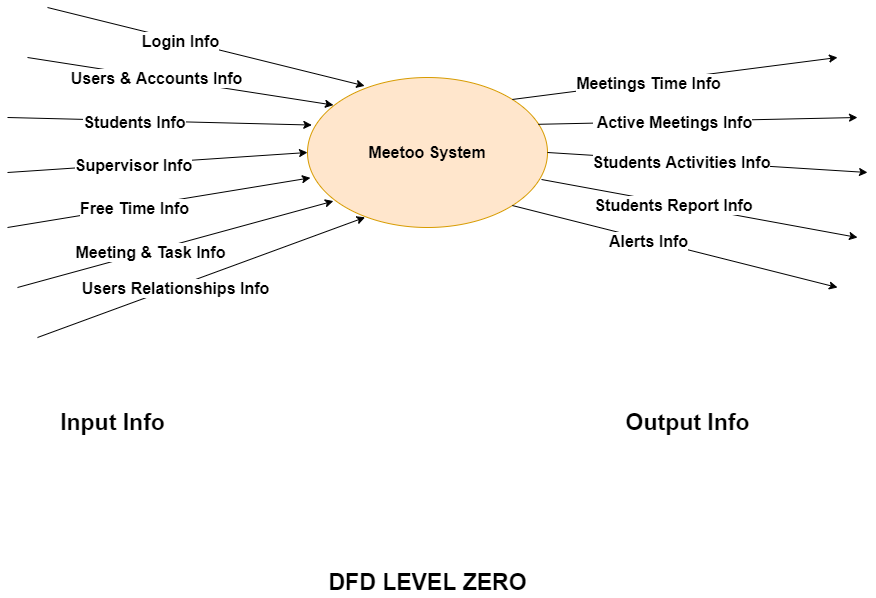 Login Info
Users & Accounts Info
Students Info
Supervisor Info
Free Time Info
Meeting & Task Info
Users Relationships Info
Meetoo System
Meetings Time Info
Active Meetings Info
Students Activities Info
Students Report Info
Alerts Info
Input Info
Output Info
DFD LEVEL ZERO